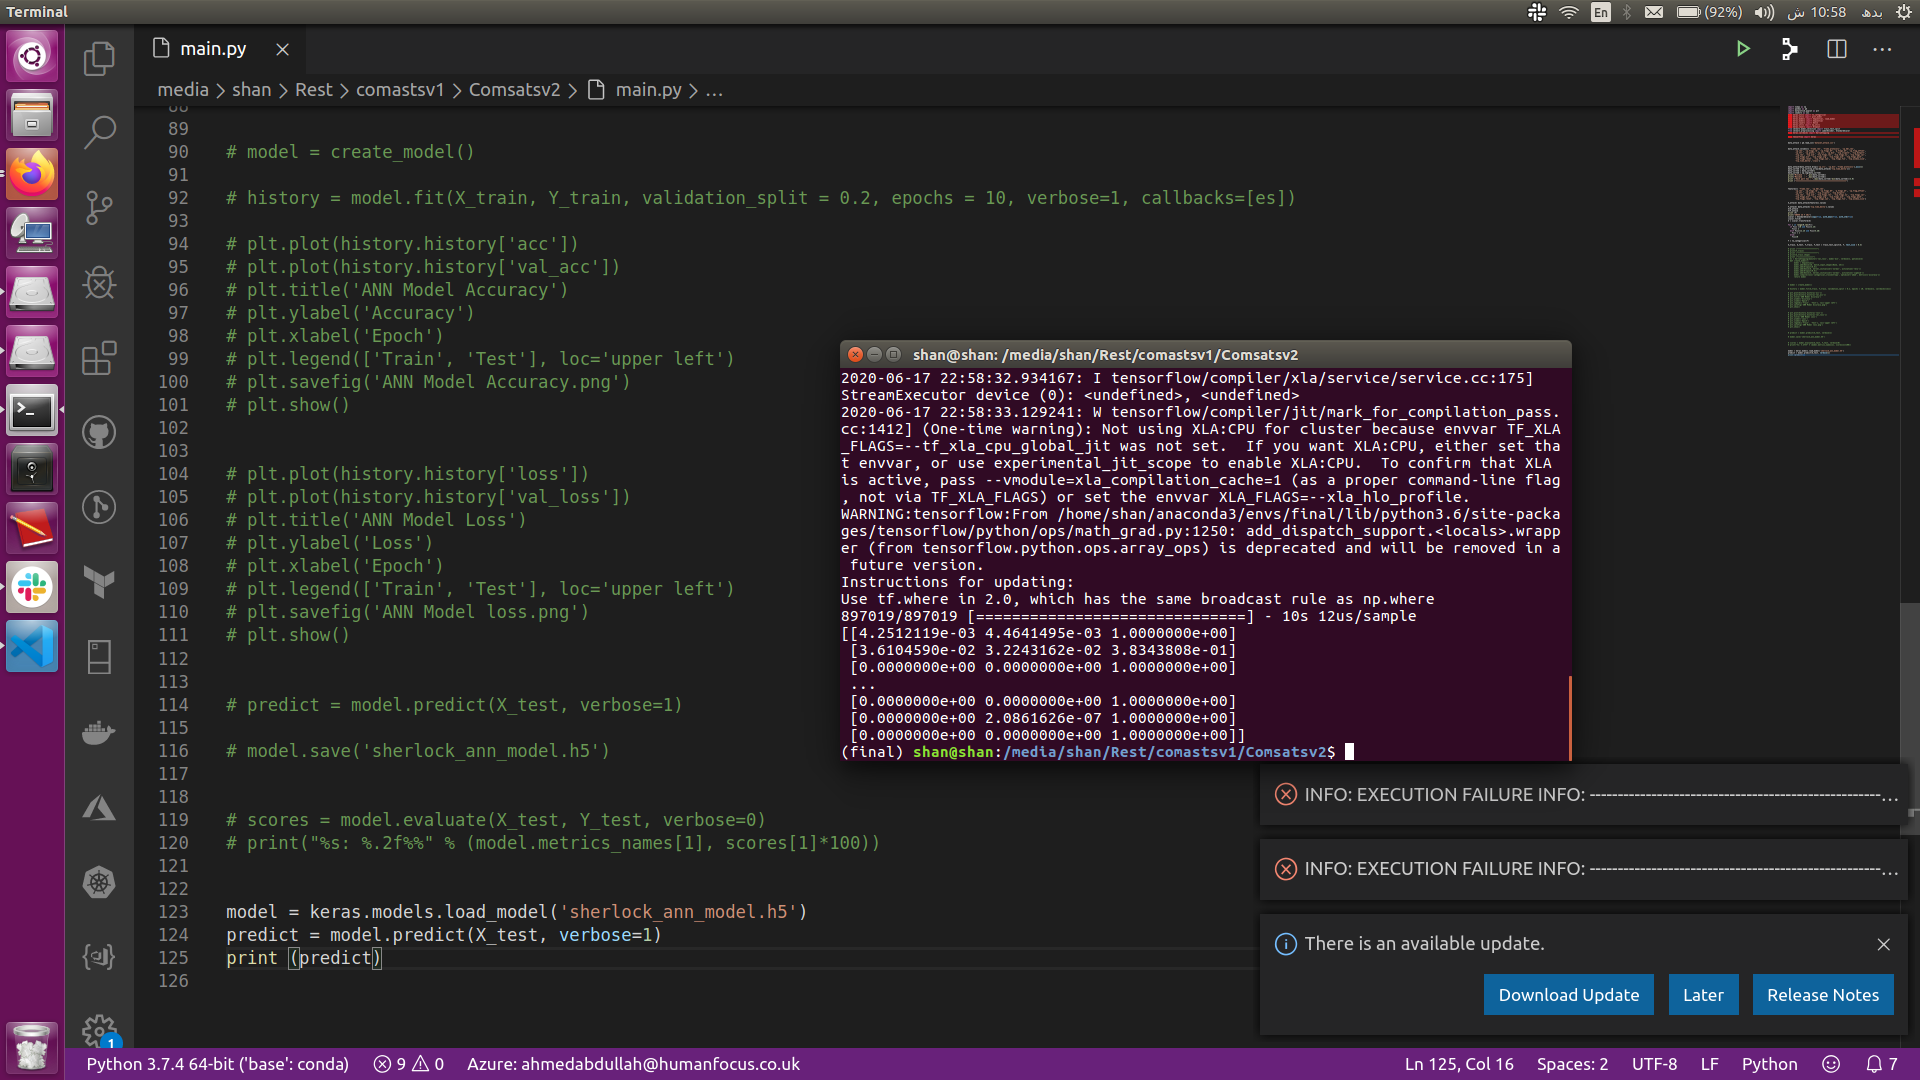 Terminal
En
(92%)
بدھ 10:58 ش
main.py
media > shan > Rest > comastsv1 > Comsatsv2 > main.py > ...
88
89
90 # model = create_model()
91
92 # history = model.fit(X_train, Y_train, validation_split = 0.2, epochs = 10, verbose=1, callbacks=[es])
93
94 # plt.plot(history.history['acc'])
95 # plt.plot(history.history['val_acc'])
96 # plt.title('ANN Model Accuracy')
97 # plt.ylabel('Accuracy')
98 # plt.xlabel('Epoch')
99 # plt.legend(['Train', 'Test'], loc='upper left')
100 # plt.savefig('ANN Model Accuracy.png')
101 # plt.show()
102
103
104 # plt.plot(history.history['loss'])
105 # plt.plot(history.history['val_loss'])
106 # plt.title('ANN Model Loss')
107 # plt.ylabel('Loss')
108 # plt.xlabel('Epoch')
109 # plt.legend(['Train', 'Test'], loc='upper left')
110 # plt.savefig('ANN Model loss.png')
111 # plt.show()
112
113
114 # predict = model.predict(X_test, verbose=1)
115
116 # model.save('sherlock_ann_model.h5')
117
118
119 # scores = model.evaluate(X_test, Y_test, verbose=0)
120 # print("%s: %.2f%%" % (model.metrics_names[1], scores[1]*100))
121
122
123 model = keras.models.load_model('sherlock_ann_model.h5')
124 predict = model.predict(X_test, verbose=1)
125 print (predict)
126
shan@shan: /media/shan/Rest/comastsv1/Comsatsv2
2020-06-17 22:58:32.934167: I tensorflow/compiler/xla/service/service.cc:175]
StreamExecutor device (0): <undefined>, <undefined>
2020-06-17 22:58:33.129241: W tensorflow/compiler/jit/mark_for_compilation_pass.
cc:1412] (One-time warning): Not using XLA:CPU for cluster because envvar TF_XLA
_FLAGS=--tf_xla_cpu_global_jit was not set.  If you want XLA:CPU, either set tha
t envvar, or use experimental_jit_scope to enable XLA:CPU.  To confirm that XLA
is active, pass --vmodule=xla_compilation_cache=1 (as a proper command-line flag
, not via TF_XLA_FLAGS) or set the envvar XLA_FLAGS=--xla_hlo_profile.
WARNING:tensorflow:From /home/shan/anaconda3/envs/final/lib/python3.6/site-packa
ges/tensorflow/python/ops/math_grad.py:1250: add_dispatch_support.<locals>.wrapp
er (from tensorflow.python.ops.array_ops) is deprecated and will be removed in a
 future version.
Instructions for updating:
Use tf.where in 2.0, which has the same broadcast rule as np.where
897019/897019 [==============================] - 10s 12us/sample
[[4.2512119e-03 4.4641495e-03 1.0000000e+00]
 [3.6104590e-02 3.2243162e-02 3.8343808e-01]
 [0.0000000e+00 0.0000000e+00 1.0000000e+00]
 ...
 [0.0000000e+00 0.0000000e+00 1.0000000e+00]
 [0.0000000e+00 2.0861626e-07 1.0000000e+00]
 [0.0000000e+00 0.0000000e+00 1.0000000e+00]]
(final) shan@shan:/media/shan/Rest/comastsv1/Comsatsv2$
INFO: EXECUTION FAILURE INFO: ---------------------------------------------------...
INFO: EXECUTION FAILURE INFO: ---------------------------------------------------...
There is an available update.
Download Update
Later
Release Notes
1
Python 3.7.4 64-bit ('base': conda)
9
0
Azure: ahmedabdullah@humanfocus.co.uk
Ln 125, Col 16
Spaces: 2
UTF-8
LF
Python
7